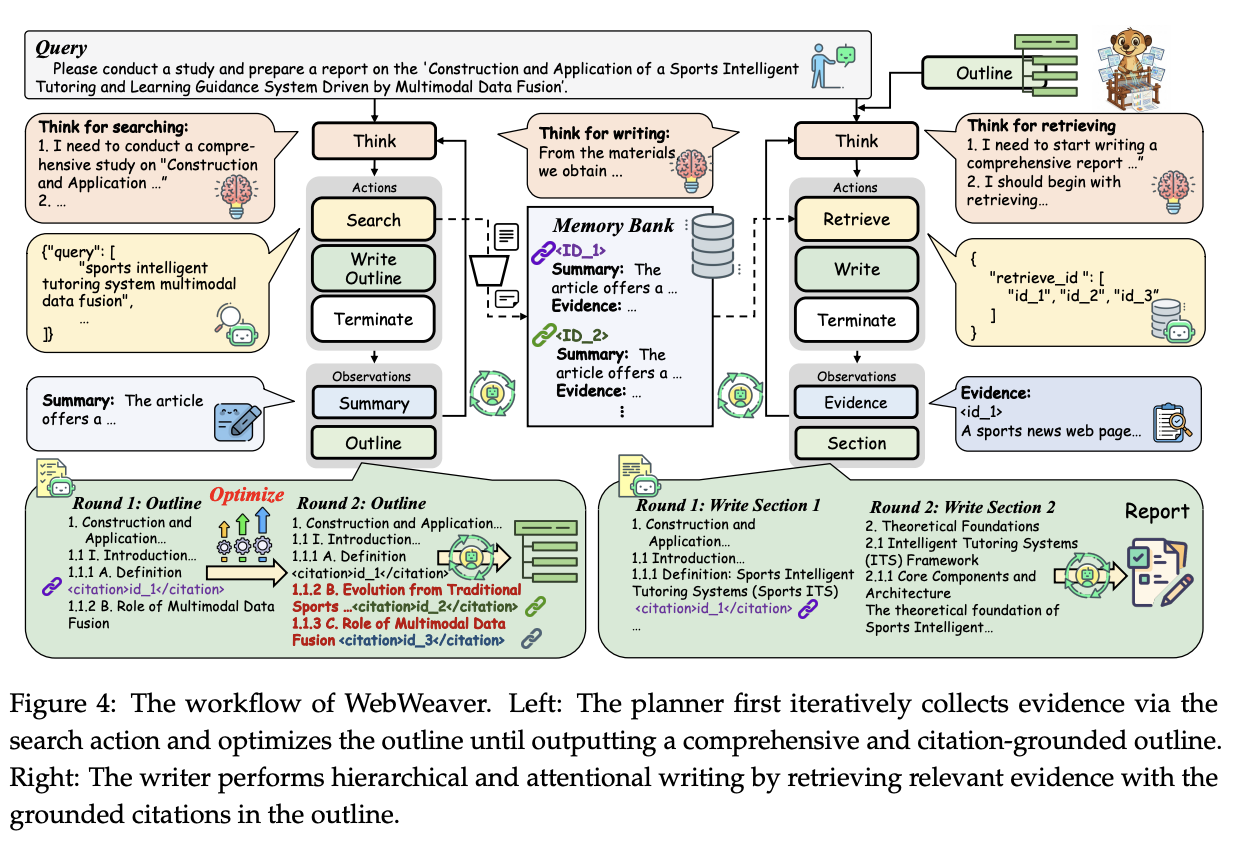 Query
Please conduct a study and prepare a report on the 'Construction and Application of a Sports Intelligent
Tutoring and Learning Guidance System Driven by Multimodal Data Fusion'.
Outline
Think for searching:
1. I need to conduct a compre-
hensive study on "Construction
and Application …"
2. …
Think
Actions
Search
Write
Outline
Terminate
Observations
Summary
Outline
{"query": [
"sports intelligent
tutoring system multimodal
data fusion",
…
]}
Summary: The article
offers a …
Think for writing:
From the materials
we obtain …
Memory Bank
<ID_1>
Summary: The
article offers a …
Evidence: …
<ID_2>
Summary: The
article offers a …
Evidence: …
⋮
Think
Actions
Retrieve
Write
Terminate
Observations
Evidence
Section
Think for retrieving
1. I need to start writing a
comprehensive report …"
2. I should begin with
retrieving…
{
"retrieve_id ": [
"id_1", "id_2", "id_3"
]
}
Evidence:
<id_1>
A sports news web page…
Round 1: Outline
1. Construction and
Application…
1.1 I. Introduction…
1.1.1 A. Definition
<citation>id_1</citation>
1.1.2 B. Role of Multimodal Data
Fusion
Optimize
Round 2: Outline
1. Construction and Application…
1.1 I. Introduction…
1.1.1 A. Definition
<citation>id_1</citation>
1.1.2 B. Evolution from Traditional
Sports …<citation>id_2</citation>
1.1.3 C. Role of Multimodal Data
Fusion <citation>id_3</citation>
Round 1: Write Section 1
1. Construction and
Application…
1.1 Introduction…
1.1.1 Definition: Sports Intelligent
Tutoring Systems (Sports ITS)
<citation>id_1</citation>
…
Round 2: Write Section 2
2. Theoretical Foundations
2.1 Intelligent Tutoring Systems
(ITS) Framework
2.1.1 Core Components and
Architecture
The theoretical foundation of
Sports Intelligent…
Report
Figure 4: The workflow of WebWeaver. Left: The planner first iteratively collects evidence via the
search action and optimizes the outline until outputting a comprehensive and citation-grounded outline.
Right: The writer performs hierarchical and attentional writing by retrieving relevant evidence with the
grounded citations in the outline.